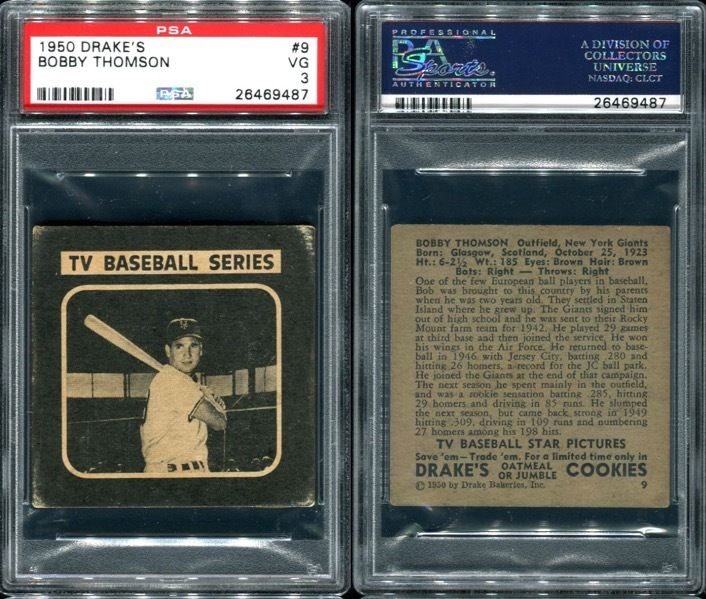 PSA
1950 DRAKE'S #9
BOBBY THOMSON VG
3
PSA 26469487
TV BASEBALL SERIES
PROFESSIONAL
PSA
Sports
AUTHENTICATOR
A DIVISION OF
COLLECTORS
UNIVERSE
NASDAQ: CLCT
26469487
BOBBY THOMSON Outfield, New York Giants
Born: Glasgow, Scotland, October 25, 1923
Ht.: 6-2½ Wt.: 185 Eyes: Brown Hair: Brown
Bats: Right — Throws: Right
One of the few European ball players in baseball,
Bob was brought to this country by his parents
when he was two years old. They settled in Staten
Island where he grew up. The Giants signed him
out of high school and he was sent to their Rocky
Mount farm team for 1942. He played 29 games
at third base and then joined the service. He won
his wings in the Air Force. He returned to base-
ball in 1946 with Jersey City, batting .280 and
hitting 26 homers, a record for the JC ball park.
He joined the Giants at the end of that campaign.
The next season he spent mainly in the outfield,
and was a rookie sensation batting .285, hitting
29 homers and driving in 85 runs. He slumped
the next season, but came back strong in 1949
hitting .309, driving in 109 runs and numbering
27 homers among his 198 hits.
TV BASEBALL STAR PICTURES
Save 'em—Trade 'em. For a limited time only in
DRAKE'S OATMEAL OR JUMBLE COOKIES
© 1950 by Drake Bakeries, Inc. 9